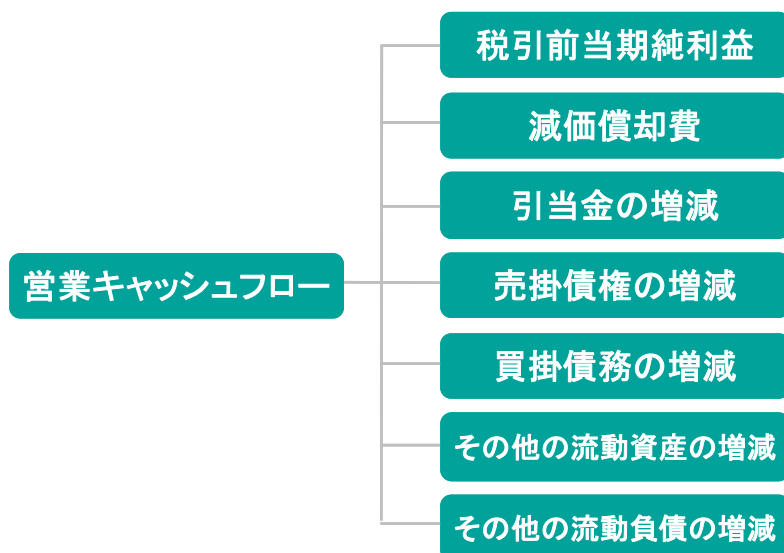 税引前当期純利益
減価償却費
引当金の増減
営業キャッシュフロー
売掛債権の増減
買掛債務の増減
その他の流動資産の増減
その他の流動負債の増減